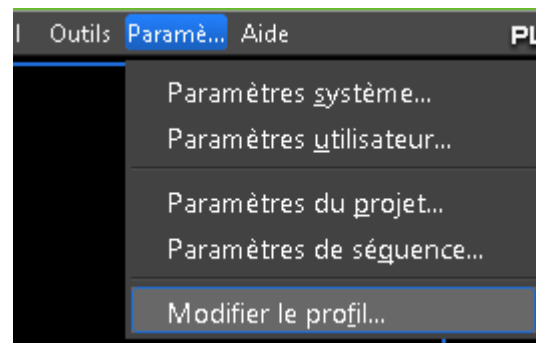 Outils Paramè... Aide PL
Paramètres système...
Paramètres utilisateur...
Paramètres du projet...
Paramètres de séquence...
Modifier le profil...